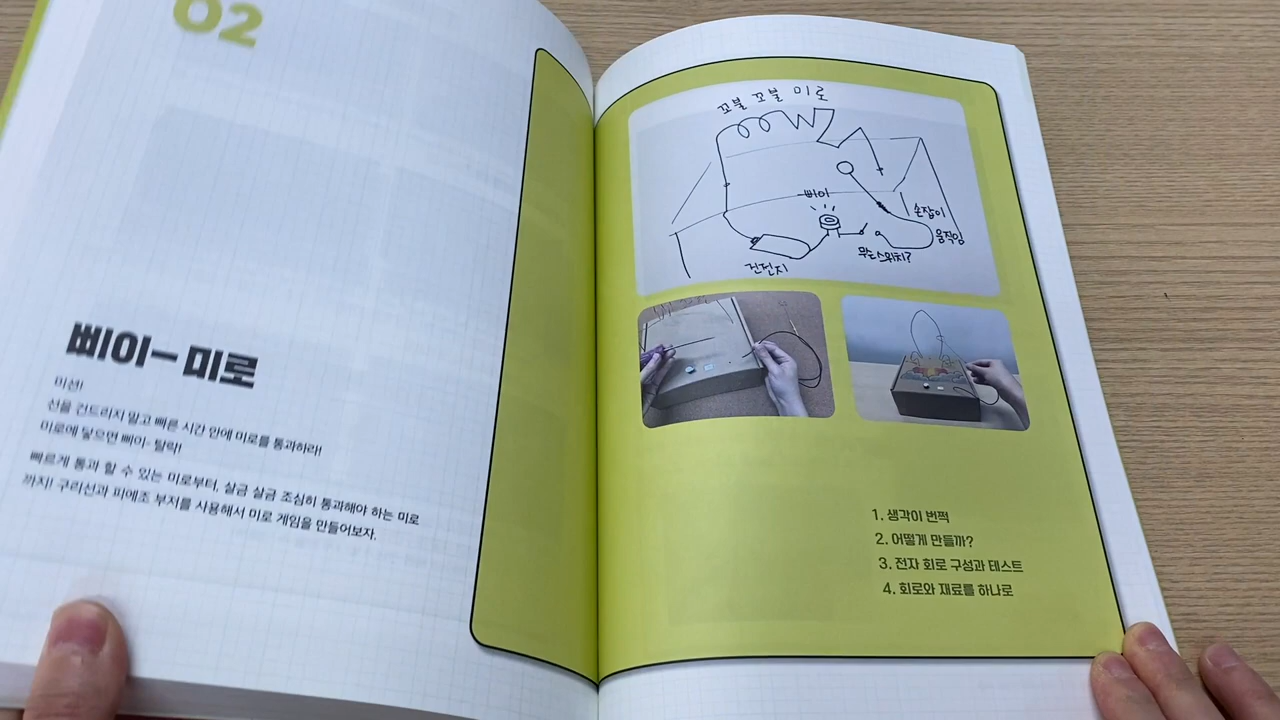 02
삐이– 미로
미션!
선을 건드리지 말고 빠른 시간 안에 미로를 통과하라!
미로에 닿으면 삐이- 탈락!
빠르게 통과 할 수 있는 미로부터, 살금 살금 조심히 통과해야 하는 미로
까지! 구리선과 피에조 부저를 사용해서 미로 게임을 만들어보자.
꼬불 꼬불 미로
삐이
손잡이
움직임
무슨스위치?
건전지
1. 생각이 번쩍
2. 어떻게 만들까?
3. 전자 회로 구성과 테스트
4. 회로와 재료를 하나로